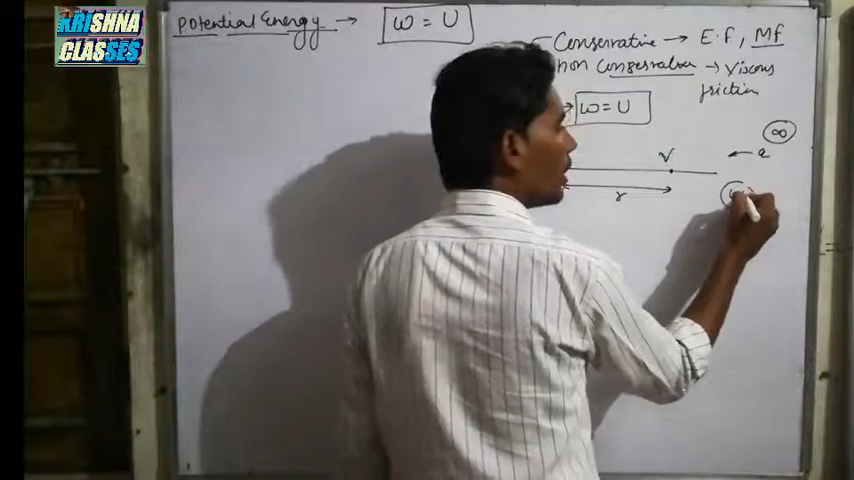 KRISHNA
CLASSES
Potential Energy → W = U
Conservative → E.f, Mf
non conservative → Viscous
friction
W = U
∞
V
r